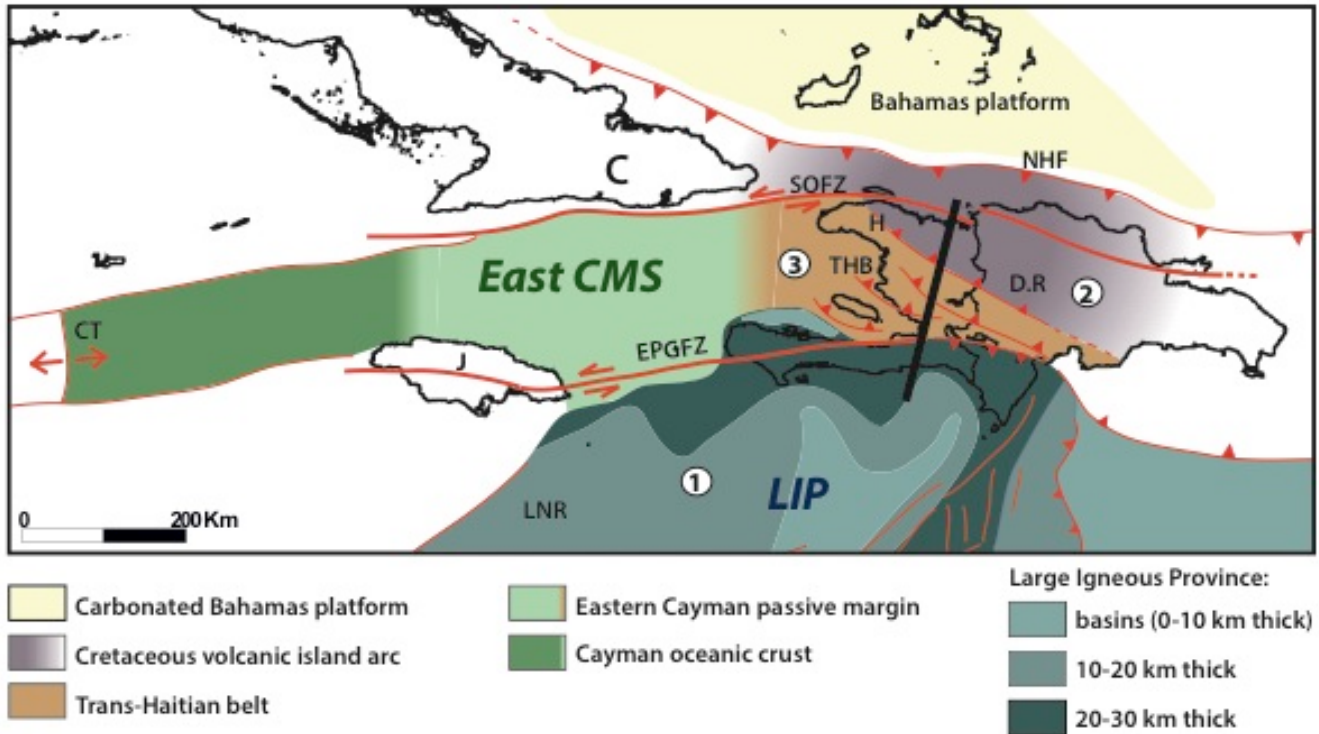 Bahamas platform
NHF
C
SOFZ
H
THB
3
D.R
2
East CMS
CT
J
EPGFZ
1
LIP
LNR
0 200 Km
Carbonated Bahamas platform
Cretaceous volcanic island arc
Trans-Haitian belt
Eastern Cayman passive margin
Cayman oceanic crust
Large Igneous Province:
basins (0-10 km thick)
10-20 km thick
20-30 km thick